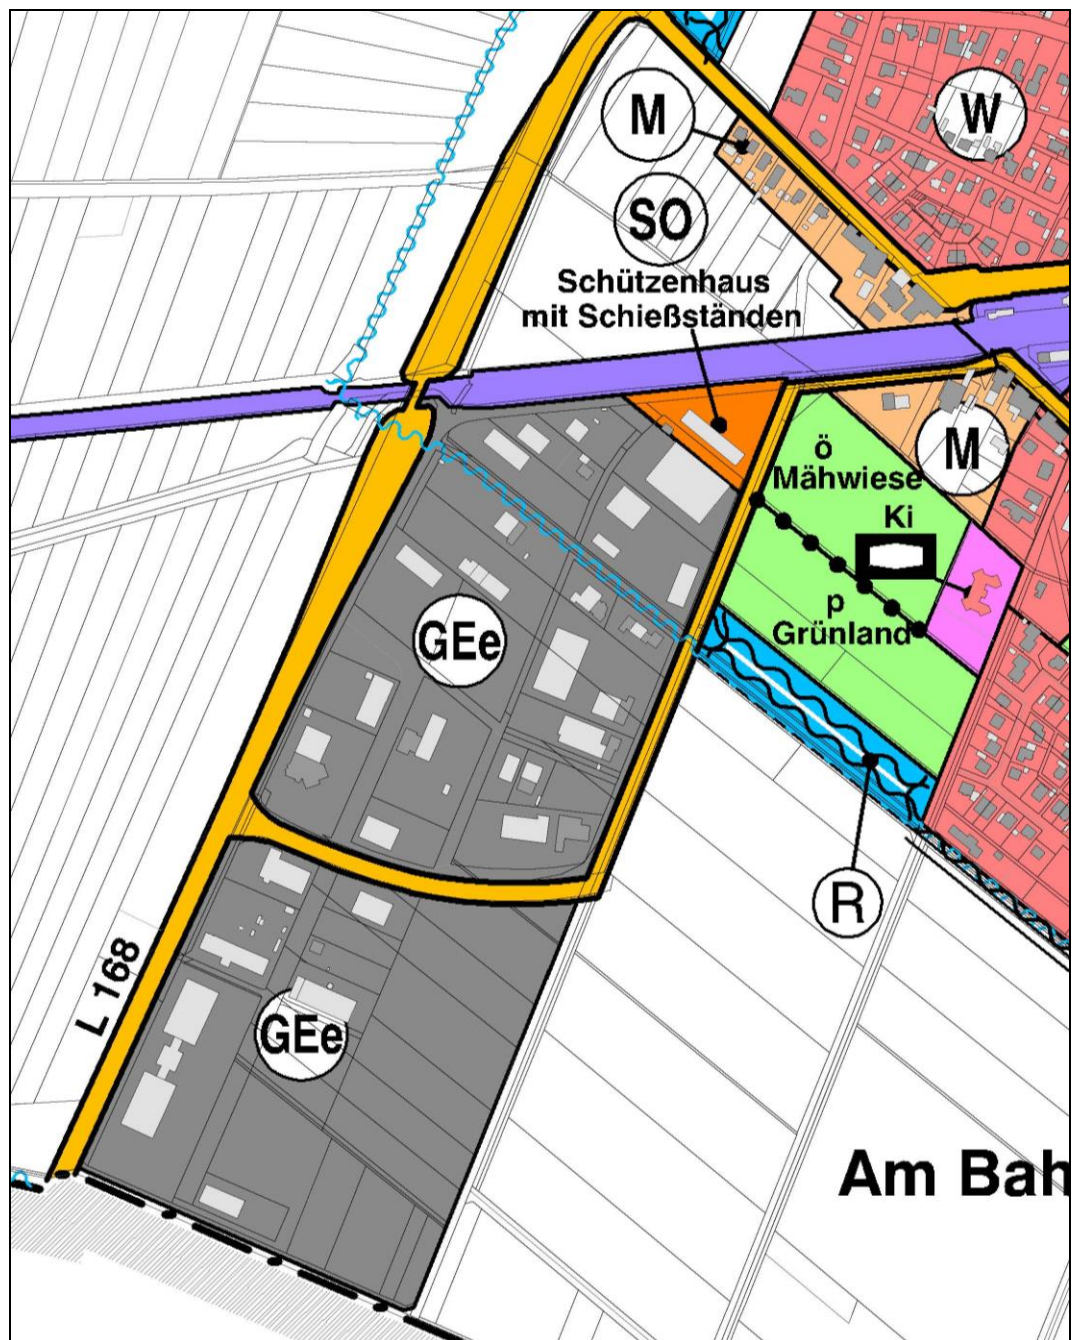 M
W
SO
Schützenhaus
mit Schießständen
M
ö
Mähwiese
Ki
p
Grünland
GEe
R
L 168
GEe
Am Bah